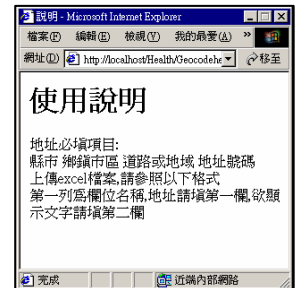 說明 - Microsoft Internet Explorer
檔案(F) 編輯(E) 檢視(V) 我的最愛(A) »
網址(D) http://localhost/Health/Geocodehe 移至
使用說明
地址必填項目:
縣市 鄉鎮市區 道路或地域 地址號碼
上傳excel檔案,請參照以下格式
第一列為欄位名稱,地址請填第一欄,欲顯
示文字請填第二欄
完成 近端內部網路